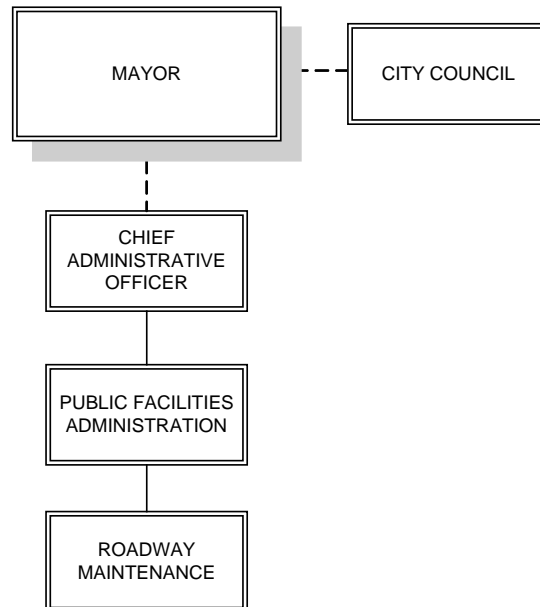 MAYOR
CITY COUNCIL
CHIEF
ADMINISTRATIVE
OFFICER
PUBLIC FACILITIES
ADMINISTRATION
ROADWAY
MAINTENANCE